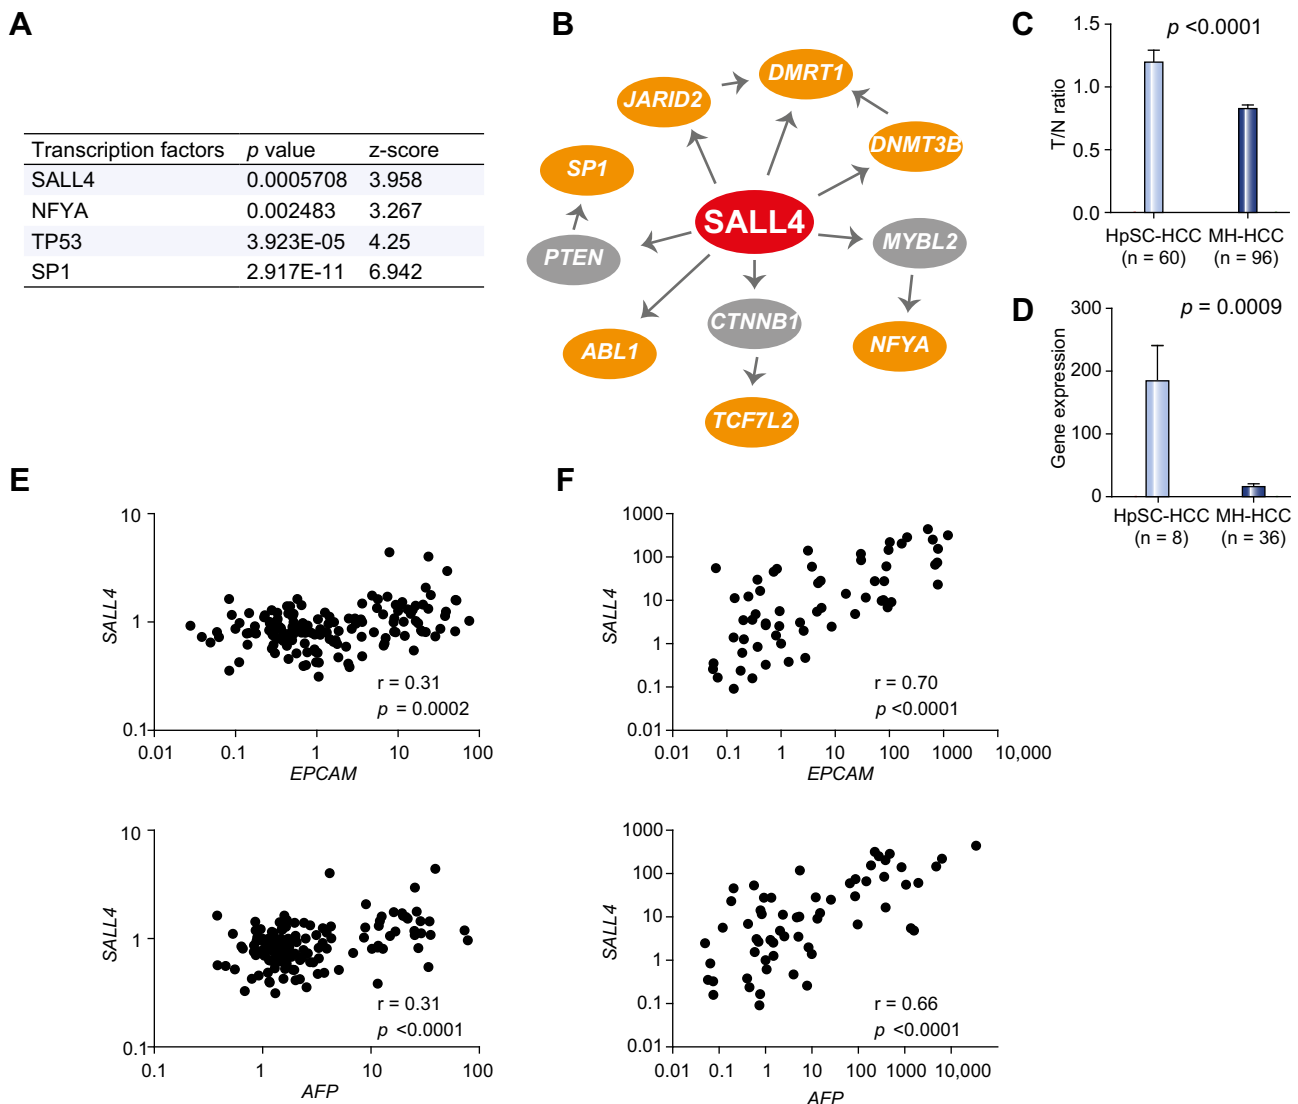 A
Transcription factors p value z-score
SALL4 0.0005708 3.958
NFYA 0.002483 3.267
TP53 3.923E-05 4.25
SP1 2.917E-11 6.942
B
DMRT1
JARID2
DNMT3B
SP1
SALL4
MYBL2
PTEN
CTNNB1
ABL1
NFYA
TCF7L2
C
p <0.0001
T/N ratio
1.5
1.0
0.5
0.0
HpSC-HCC MH-HCC
(n = 60) (n = 96)
D
p = 0.0009
Gene expression
300
200
100
0
HpSC-HCC MH-HCC
(n = 8) (n = 36)
E
SALL4
10
1
0.1
r = 0.31
p = 0.0002
0.01 0.1 1 10 100
EPCAM
SALL4
10
1
0.1
r = 0.31
p <0.0001
0.1 1 10 100
AFP
F
SALL4
1000
100
10
1
0.1
0.01
r = 0.70
p <0.0001
0.01 0.1 1 10 100 1000 10,000
EPCAM
SALL4
1000
100
10
1
0.1
0.01
r = 0.66
p <0.0001
0.01 0.1 1 10 100 1000 10,000
AFP